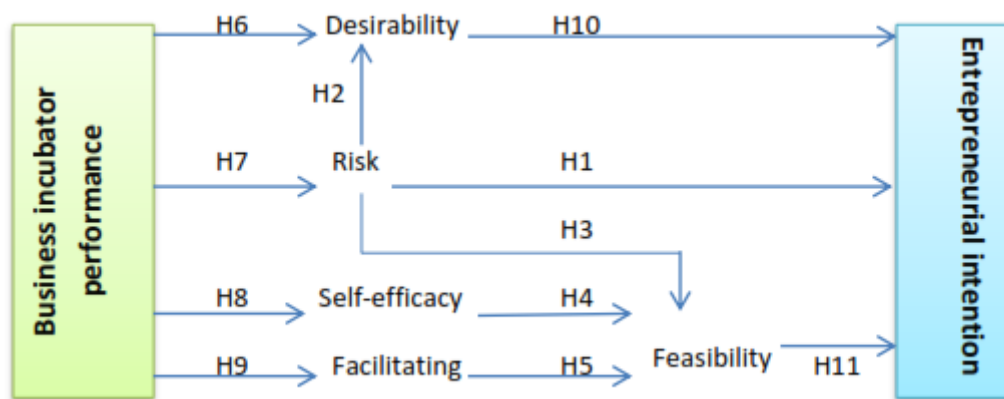 H6
Desirability
H10
H2
H7
Risk
H1
H3
H8
Self-efficacy
H4
H9
Facilitating
H5
Feasibility
H11
Business incubator
performance
Entrepreneurial intention